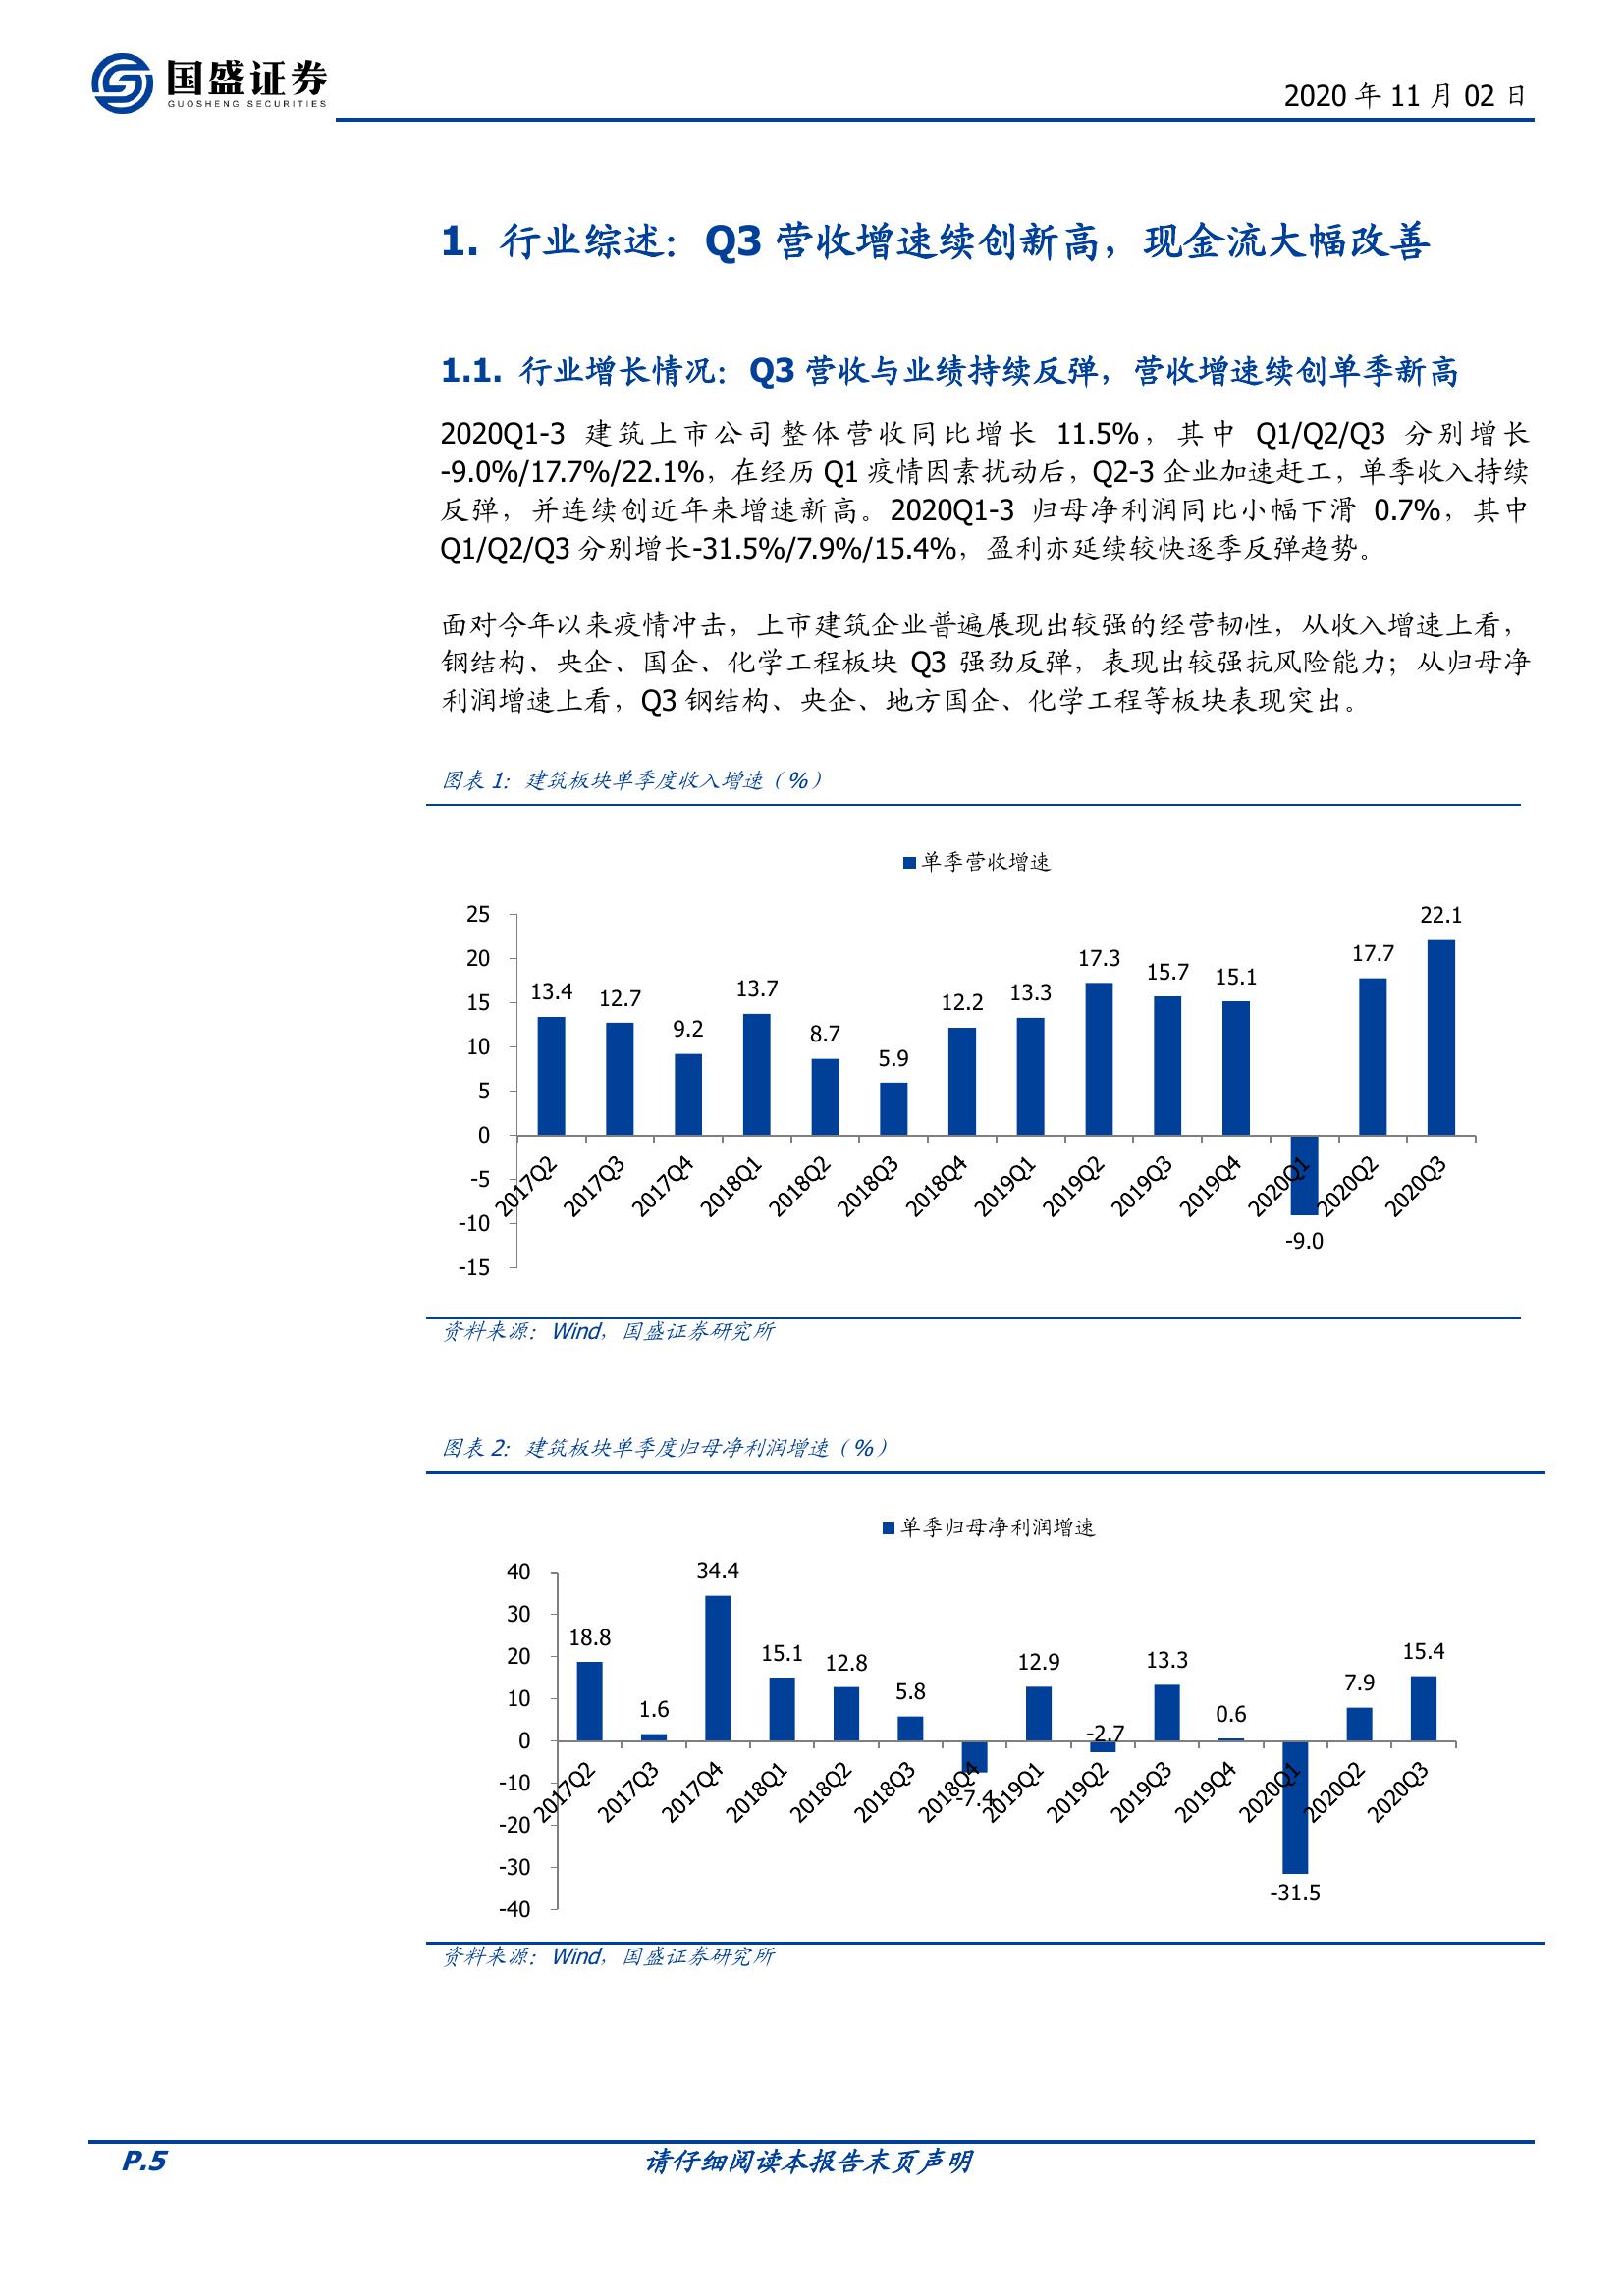 国盛证券
GUOSHENG SECURITIES
2020 年 11 月 02 日
1. 行业综述：Q3 营收增速续创新高，现金流大幅改善
1.1. 行业增长情况：Q3 营收与业绩持续反弹，营收增速续创单季新高
2020Q1-3 建筑上市公司整体营收同比增长 11.5%，其中 Q1/Q2/Q3 分别增长
-9.0%/17.7%/22.1%，在经历 Q1 疫情因素扰动后，Q2-3 企业加速赶工，单季收入持续
反弹，并连续创近年来增速新高。2020Q1-3 归母净利润同比小幅下滑 0.7%，其中
Q1/Q2/Q3 分别增长-31.5%/7.9%/15.4%，盈利亦延续较快逐季反弹趋势。
面对今年以来疫情冲击，上市建筑企业普遍展现出较强的经营韧性，从收入增速上看，
钢结构、央企、国企、化学工程板块 Q3 强劲反弹，表现出较强抗风险能力；从归母净
利润增速上看，Q3 钢结构、央企、地方国企、化学工程等板块表现突出。
图表 1：建筑板块单季度收入增速（%）
单季营收增速
25
20
15
10
5
0
-5
-10
-15
13.4
12.7
9.2
13.7
8.7
5.9
12.2
13.3
17.3
15.7
15.1
-9.0
17.7
22.1
2017Q2
2017Q3
2017Q4
2018Q1
2018Q2
2018Q3
2018Q4
2019Q1
2019Q2
2019Q3
2019Q4
2020Q1
2020Q2
2020Q3
资料来源：Wind，国盛证券研究所
图表 2：建筑板块单季度归母净利润增速（%）
单季归母净利润增速
40
30
20
10
0
-10
-20
-30
-40
18.8
1.6
34.4
15.1
12.8
5.8
-7.4
12.9
-2.7
13.3
0.6
-31.5
7.9
15.4
2017Q2
2017Q3
2017Q4
2018Q1
2018Q2
2018Q3
2018Q4
2019Q1
2019Q2
2019Q3
2019Q4
2020Q1
2020Q2
2020Q3
资料来源：Wind，国盛证券研究所
P.5
请仔细阅读本报告末页声明